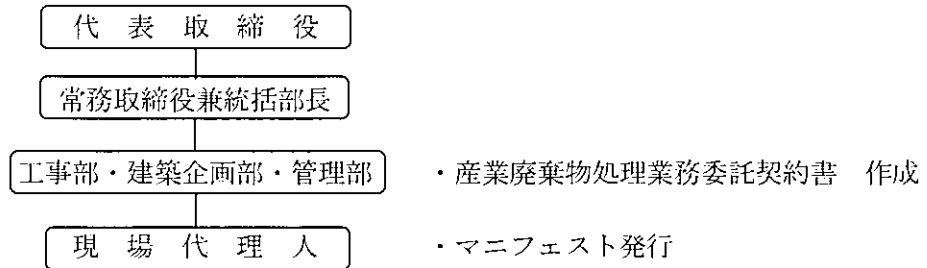 代表取締役
常務取締役兼統括部長
工事部・建築企画部・管理部 ・産業廃棄物処理業務委託契約書 作成
現場代理人 ・マニフェスト発行